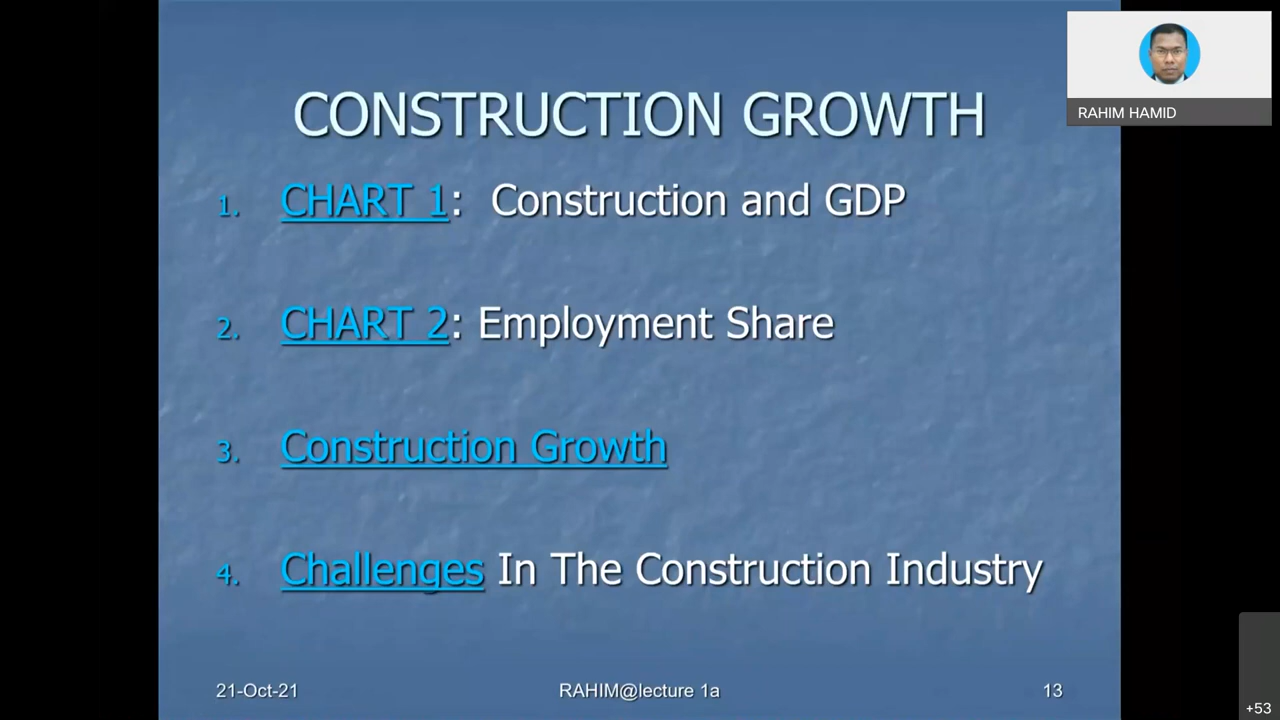 CONSTRUCTION GROWTH
RAHIM HAMID
1. CHART 1: Construction and GDP
2. CHART 2: Employment Share
3. Construction Growth
4. Challenges In The Construction Industry
21-Oct-21 RAHIM@lecture 1a 13
+53